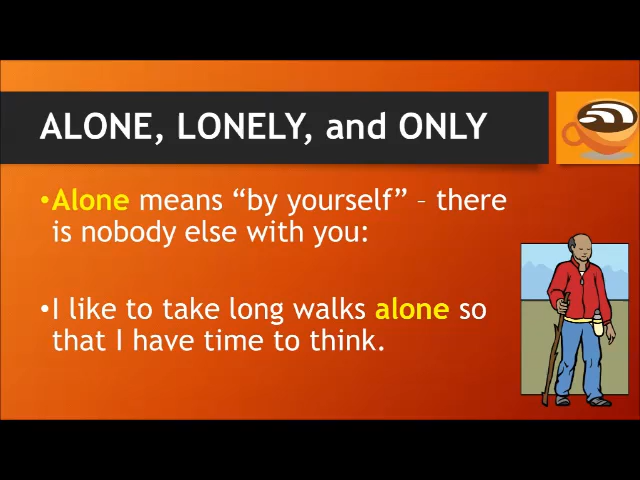 ALONE, LONELY, and ONLY
•Alone means “by yourself” – there
is nobody else with you:
•I like to take long walks alone so
that I have time to think.